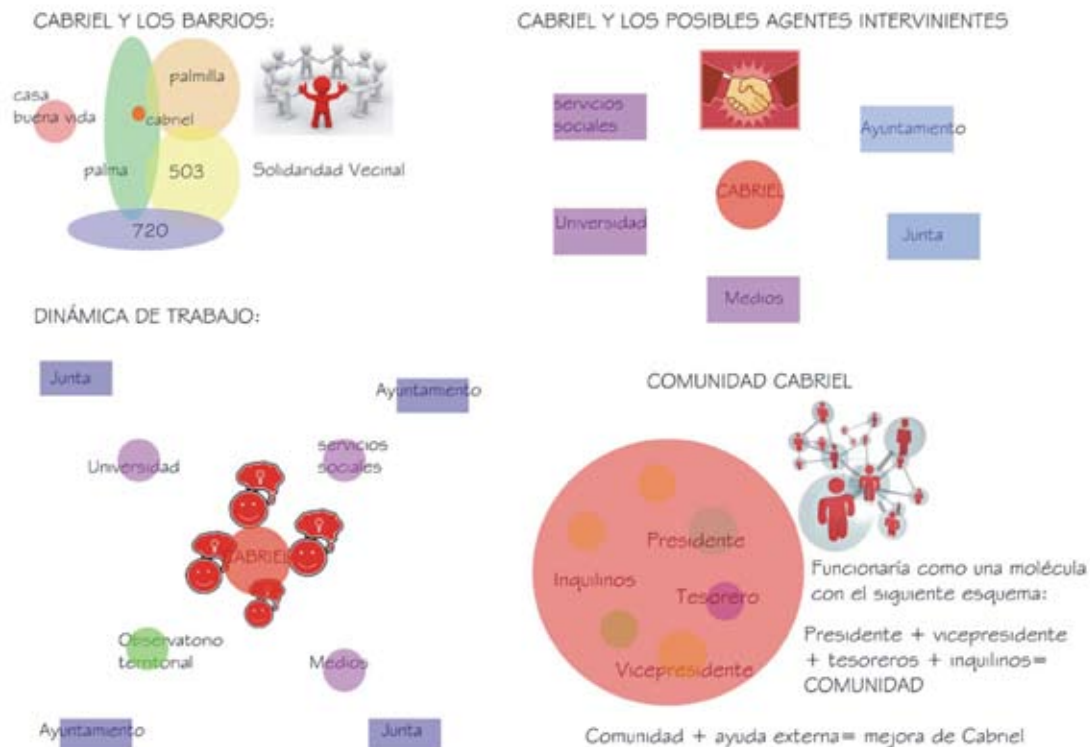 CABRIEL Y LOS BARRIOS:
palmilla
casa
buena vida
cabriel
palma
503
Solidaridad Vecinal
720
CABRIEL Y LOS POSIBLES AGENTES INTERVINIENTES
servicios
sociales
Ayuntamiento
CABRIEL
Universidad
Junta
Medios
DINÁMICA DE TRABAJO:
Junta
Ayuntamiento
Universidad
servicios
sociales
CABRIEL
Observatorio
territorial
Medios
Ayuntamiento
Junta
COMUNIDAD CABRIEL
Presidente
Inquilinos
Tesorero
Vicepresidente
Funcionaría como una molécula
con el siguiente esquema:
Presidente + vicepresidente
+ tesoreros + inquilinos=
COMUNIDAD
Comunidad + ayuda externa= mejora de Cabriel